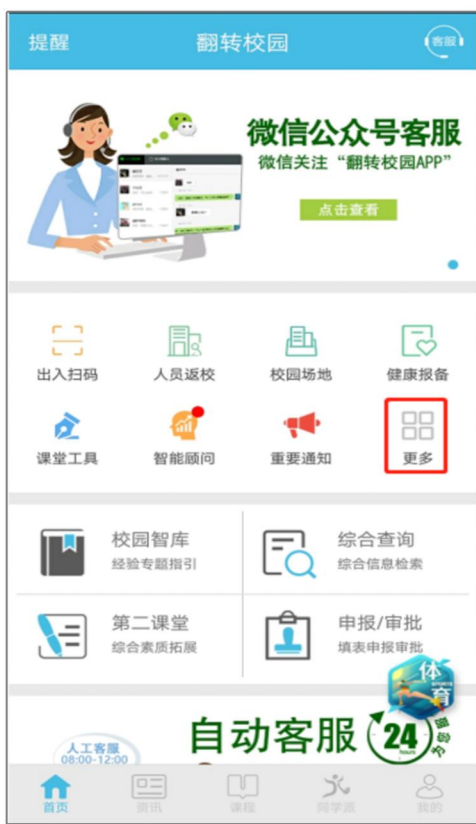 提醒
翻转校园
客服
微信公众号客服
微信关注“翻转校园APP”
点击查看
出入扫码
人员返校
校园场地
健康报备
课堂工具
智能顾问
重要通知
更多
校园智库
经验专题指引
综合查询
综合信息检索
第二课堂
综合素质拓展
申报/审批
填表申报审批
体育
自动客服
24
hours
为您服
人工客服
08:00-12:00
首页
资讯
课程
同学派
我的